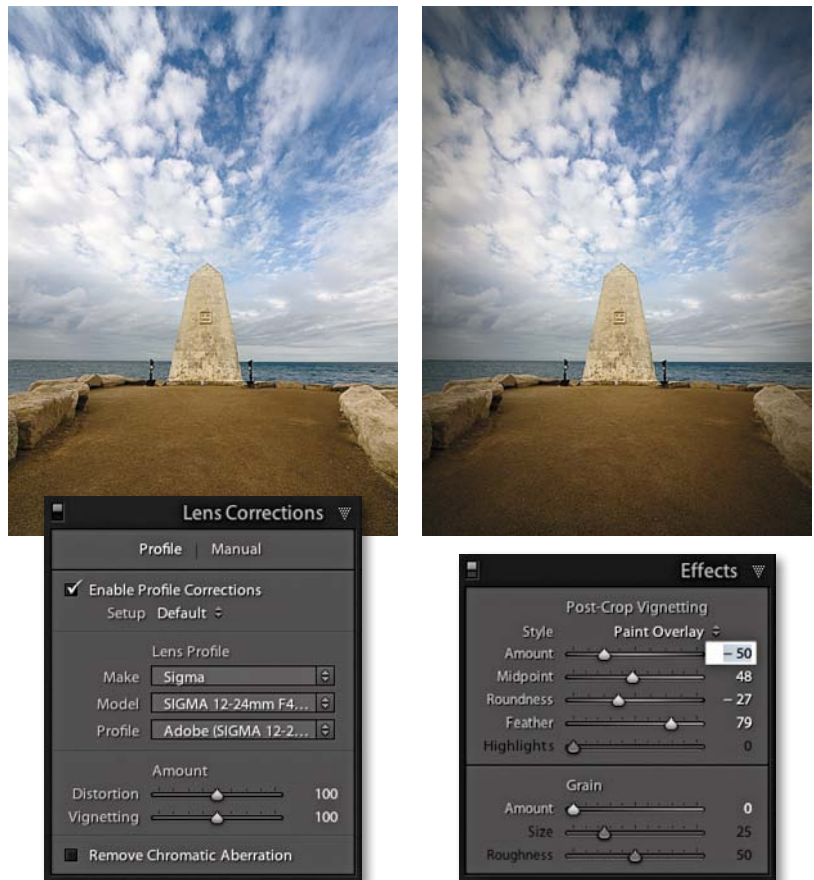 Lens Corrections
Profile | Manual
Enable Profile Corrections
Setup Default
Lens Profile
Make Sigma
Model SIGMA 12-24mm F4...
Profile Adobe (SIGMA 12-2...
Amount
Distortion 100
Vignetting 100
Remove Chromatic Aberration
Effects
Post-Crop Vignetting
Style Paint Overlay
Amount – 50
Midpoint 48
Roundness – 27
Feather 79
Highlights 0
Grain
Amount 0
Size 25
Roughness 50